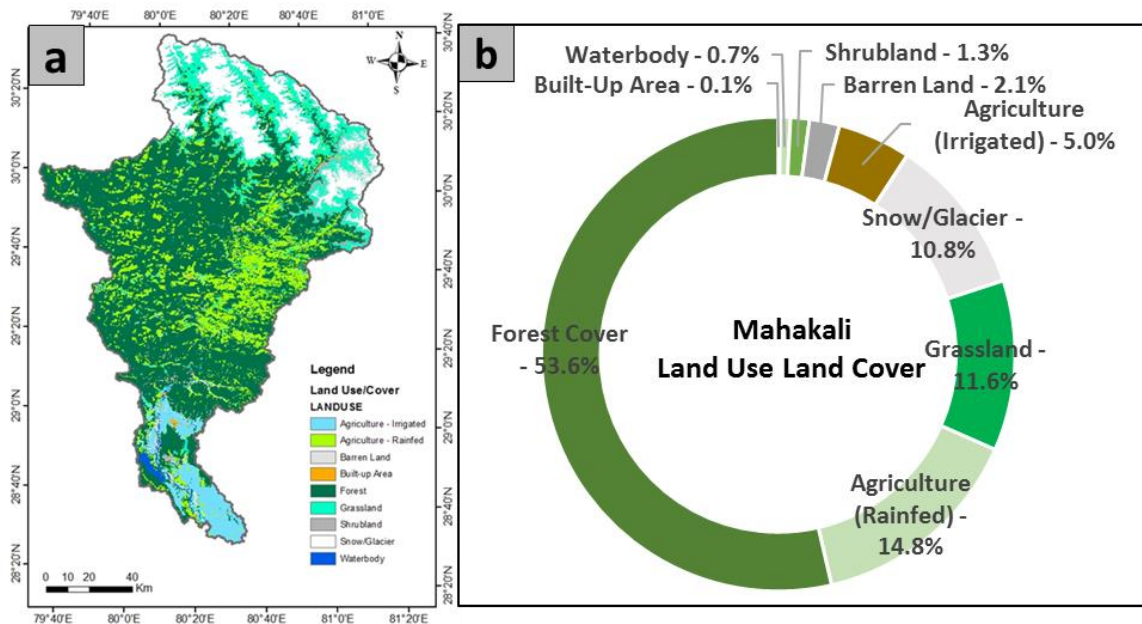 a
79°40'E 80°0'E 80°20'E 80°40'E 81°0'E
30°20'N
30°0'N
29°40'N
29°20'N
29°0'N
28°40'N
28°20'N
30°40'N
30°20'N
30°0'N
29°40'N
29°20'N
29°0'N
28°40'N
28°20'N
N
W E
S
Legend
Land Use/Cover
LANDUSE
Agriculture - Irrigated
Agriculture - Rainfed
Barren Land
Built-up Area
Forest
Grassland
Shrubland
Snow/Glacier
Waterbody
0 10 20 40
Km
79°40'E 80°0'E 80°20'E 80°40'E 81°0'E
b
Waterbody - 0.7%
Built-Up Area - 0.1%
Shrubland - 1.3%
Barren Land - 2.1%
Agriculture
(Irrigated) - 5.0%
Snow/Glacier -
10.8%
Grassland -
11.6%
Agriculture
(Rainfed) -
14.8%
Forest Cover
- 53.6%
Mahakali
Land Use Land Cover